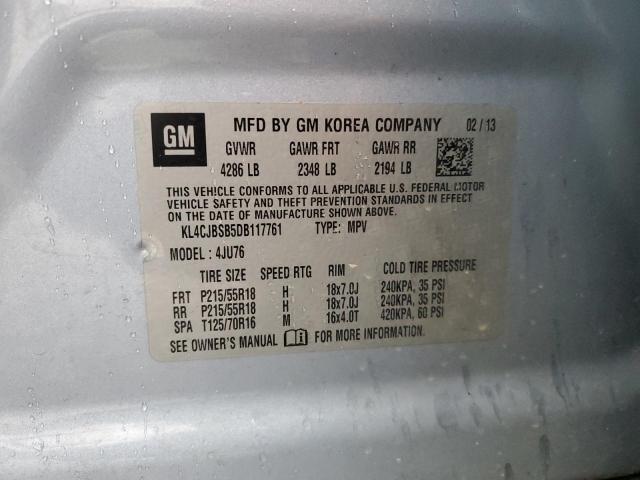 GM MFD BY GM KOREA COMPANY 02 / 13
GVWR GAWR FRT GAWR RR
4286 LB 2348 LB 2194 LB
THIS VEHICLE CONFORMS TO ALL APPLICABLE U.S. FEDERAL MOTOR
VEHICLE SAFETY AND THEFT PREVENTION STANDARDS IN EFFECT
ON THE DATE OF MANUFACTURE SHOWN ABOVE.
KL4CJBSB5DB117761 TYPE: MPV
MODEL : 4JU76
TIRE SIZE SPEED RTG RIM COLD TIRE PRESSURE
FRT P215/55R18 H 18x7.0J 240KPA, 35 PSI
RR P215/55R18 H 18x7.0J 240KPA, 35 PSI
SPA T125/70R16 M 16x4.0T 420KPA, 60 PSI
SEE OWNER'S MANUAL FOR MORE INFORMATION.